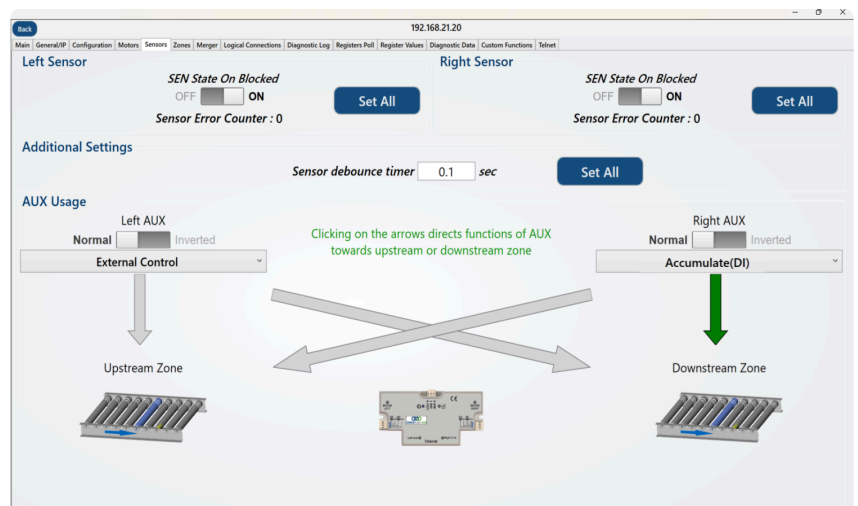 192.168.21.20
Back
Main General/IP Configuration Motors Sensors Zones Merger Logical Connections Diagnostic Log Registers Poll Register Values Diagnostic Data Custom Functions Telnet
Left Sensor
SEN State On Blocked
OFF ON
Set All
Sensor Error Counter : 0
Right Sensor
SEN State On Blocked
OFF ON
Set All
Sensor Error Counter : 0
Additional Settings
Sensor debounce timer 0.1 sec Set All
AUX Usage
Left AUX
Normal Inverted
External Control
Clicking on the arrows directs functions of AUX
towards upstream or downstream zone
Right AUX
Normal Inverted
Accumulate(DI)
Upstream Zone
Downstream Zone
CE